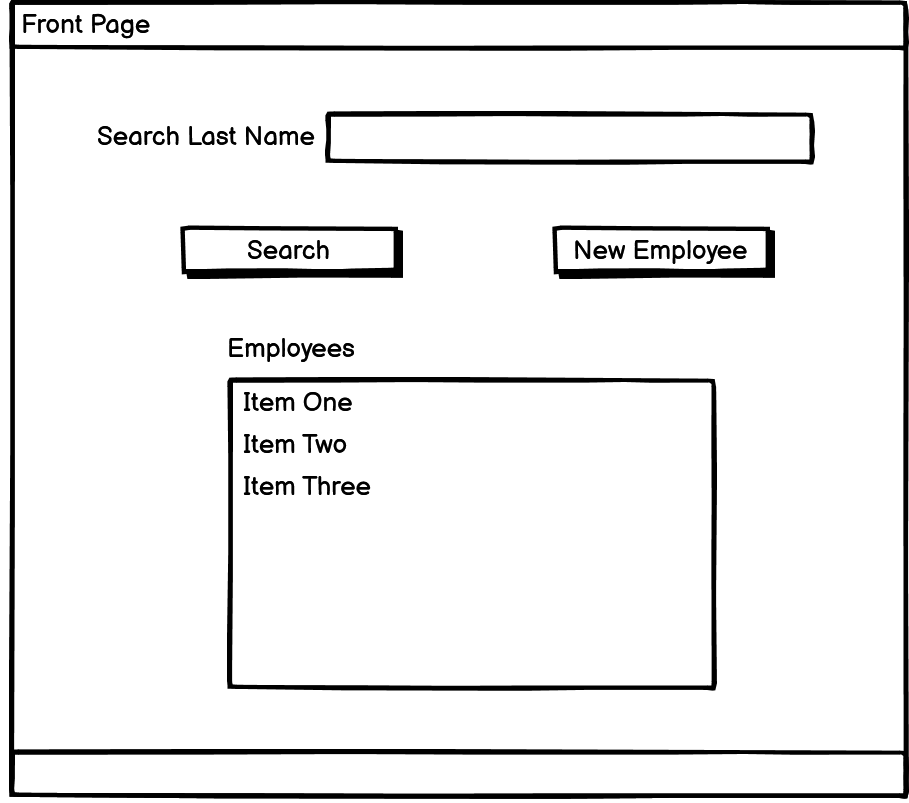 Front Page
Search Last Name
Search
New Employee
Employees
Item One
Item Two
Item Three